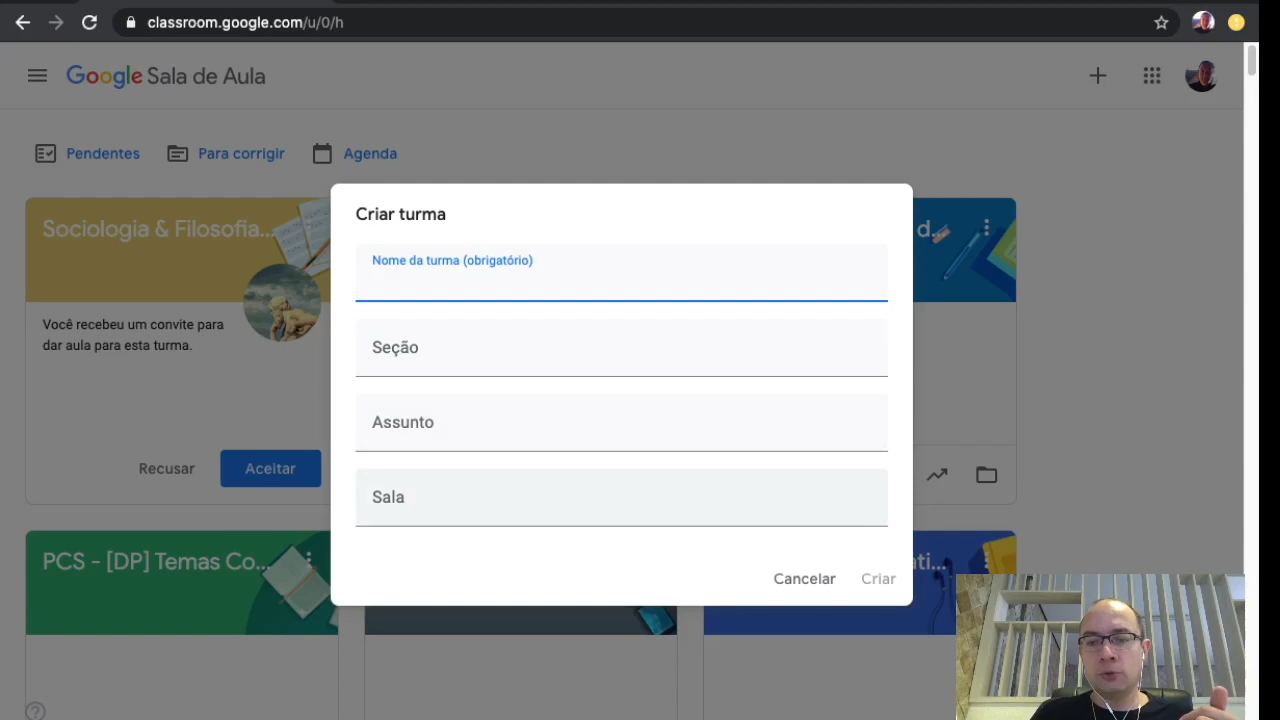 classroom.google.com/u/0/h
Google Sala de Aula
Pendentes
Para corrigir
Agenda
Sociologia & Filosofia...
d...
Você recebeu um convite para
dar aula para esta turma.
Recusar
Aceitar
Criar turma
Nome da turma (obrigatório)
Seção
Assunto
Sala
Cancelar
Criar
PCS - [DP] Temas Co...
ati...